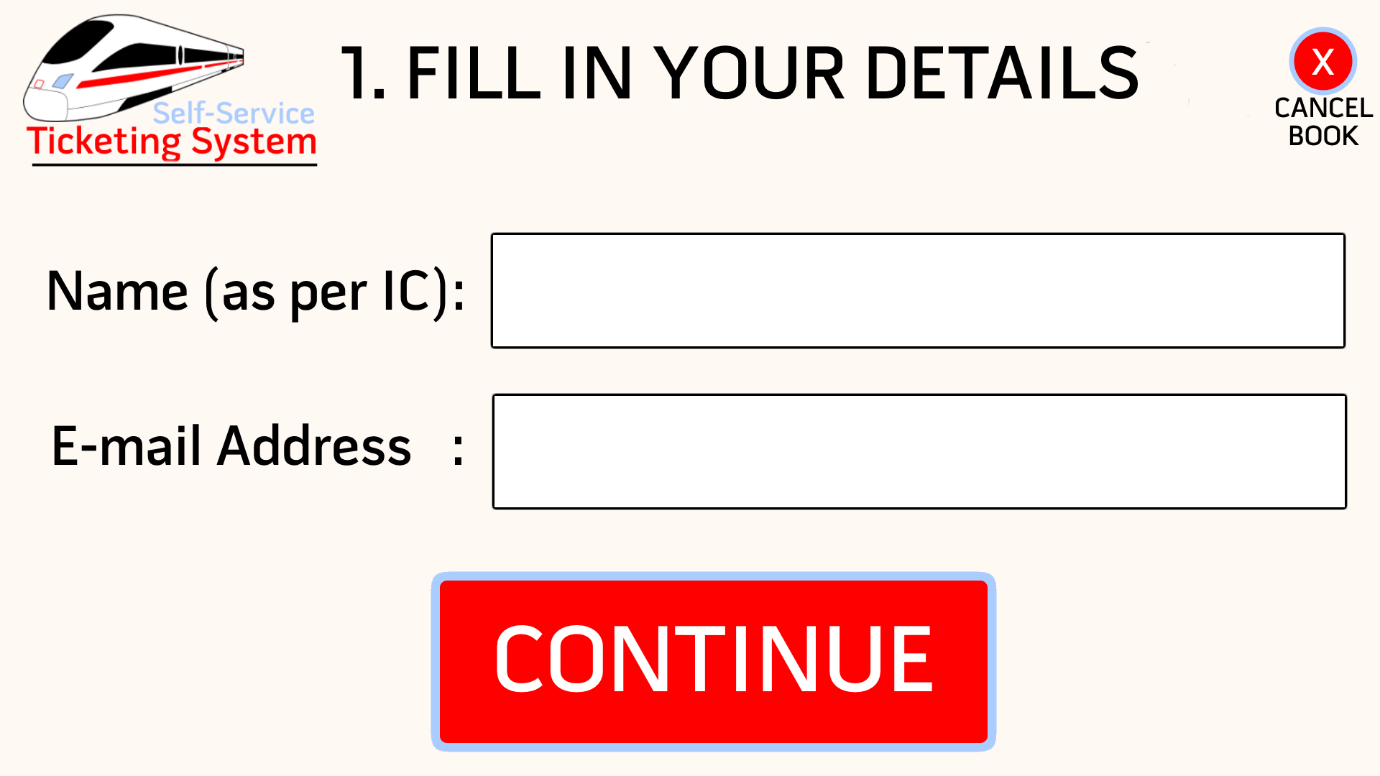 Self-Service
Ticketing System
1. FILL IN YOUR DETAILS
X
CANCEL
BOOK
Name (as per IC):
E-mail Address :
CONTINUE